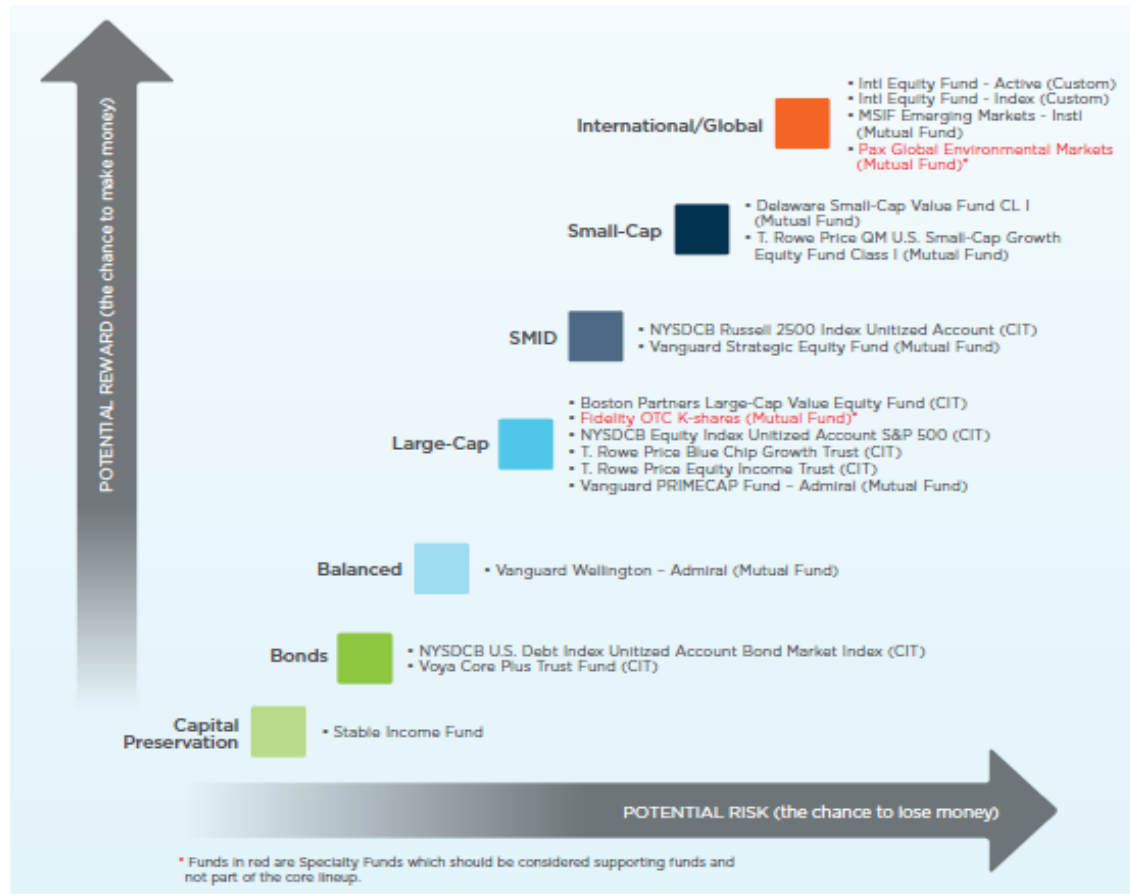 POTENTIAL REWARD (the chance to make money)
International/Global
• Intl Equity Fund - Active (Custom)
• Intl Equity Fund - Index (Custom)
• MSIF Emerging Markets - Instl
(Mutual Fund)
• Pax Global Environmental Markets
(Mutual Fund)*
Small-Cap
• Delaware Small-Cap Value Fund CL I
(Mutual Fund)
• T. Rowe Price QM U.S. Small-Cap Growth
Equity Fund Class I (Mutual Fund)
SMID
• NYSDCB Russell 2500 Index Unitized Account (CIT)
• Vanguard Strategic Equity Fund (Mutual Fund)
Large-Cap
• Boston Partners Large-Cap Value Equity Fund (CIT)
• Fidelity OTC K-shares (Mutual Fund)*
• NYSDCB Equity Index Unitized Account S&P 500 (CIT)
• T. Rowe Price Blue Chip Growth Trust (CIT)
• T. Rowe Price Equity Income Trust (CIT)
• Vanguard PRIMECAP Fund – Admiral (Mutual Fund)
Balanced
• Vanguard Wellington – Admiral (Mutual Fund)
Bonds
• NYSDCB U.S. Debt Index Unitized Account Bond Market Index (CIT)
• Voya Core Plus Trust Fund (CIT)
Capital
Preservation
• Stable Income Fund
POTENTIAL RISK (the chance to lose money)
* Funds in red are Specialty Funds which should be considered supporting funds and
not part of the core lineup.